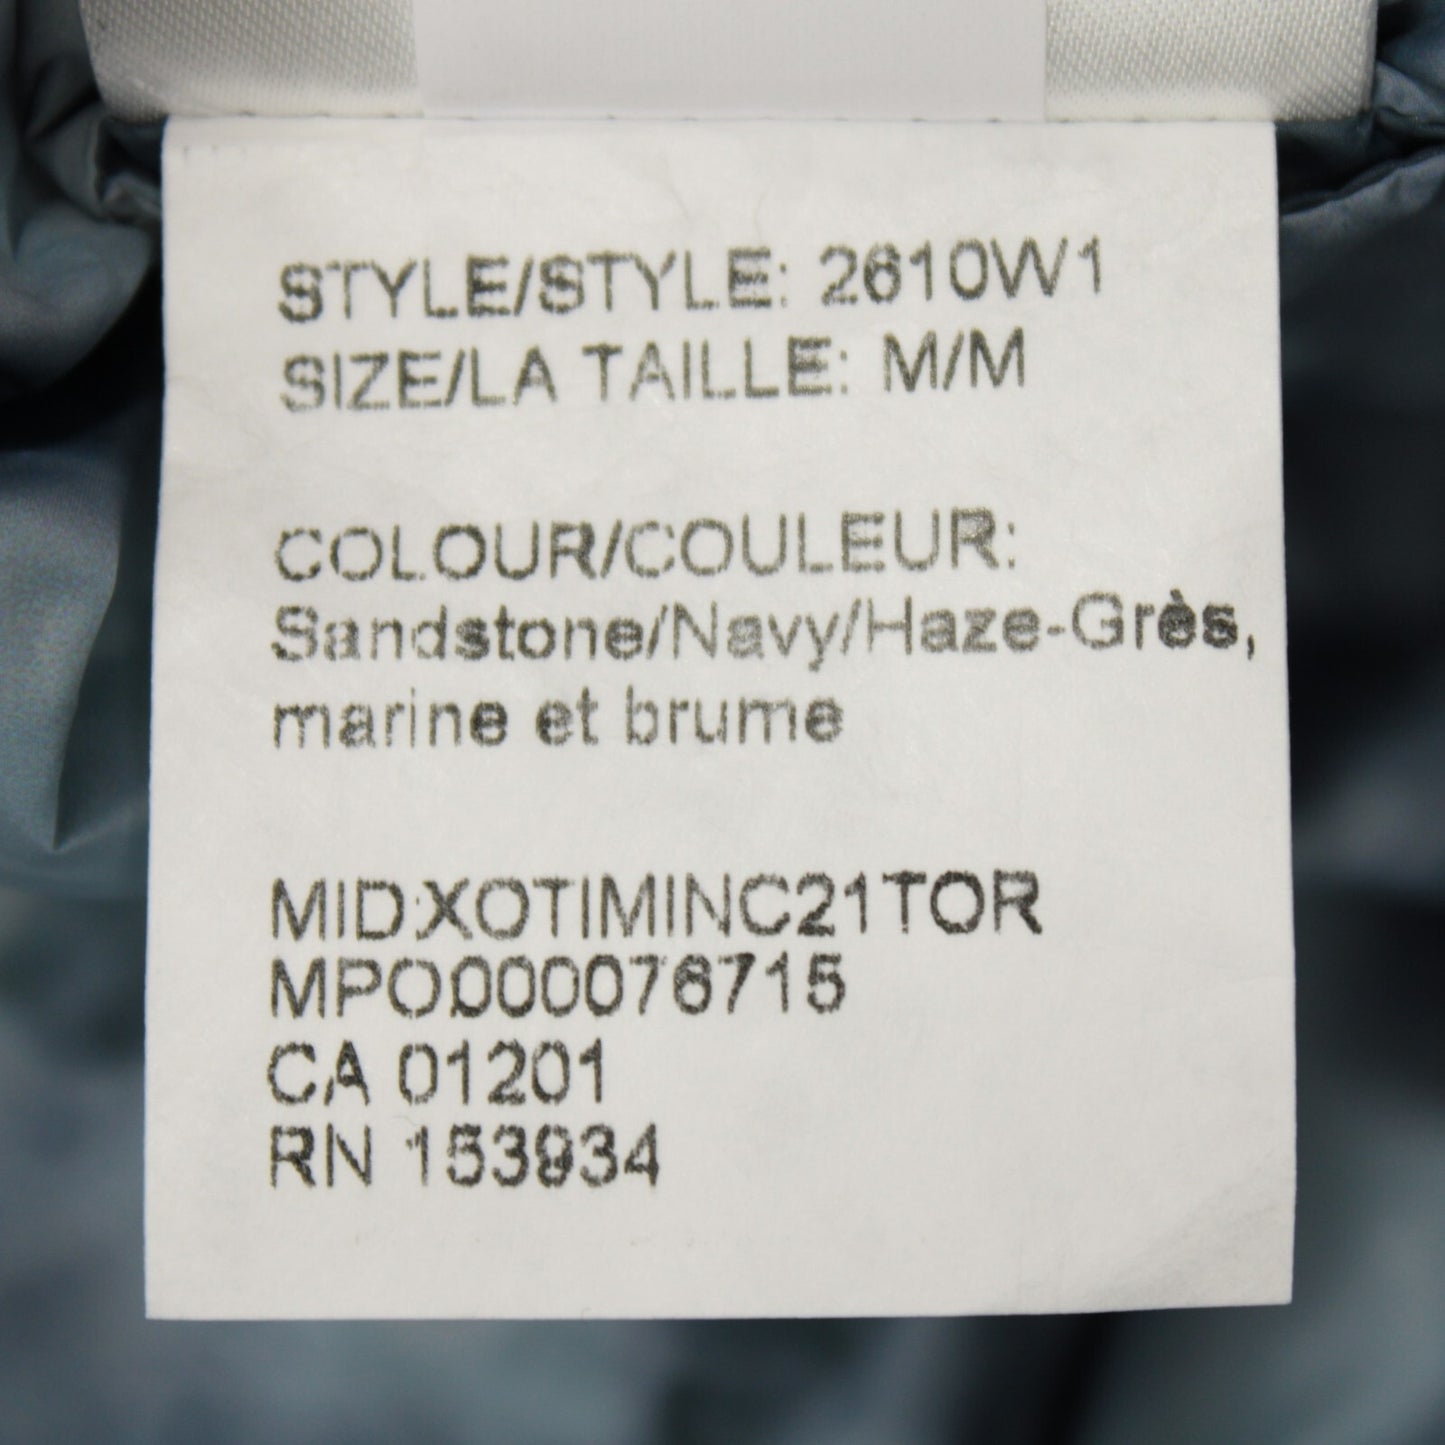 STYLE/STYLE: 2610W1
SIZE/LA TAILLE: M/M
COLOUR/COULEUR:
Sandstone/Navy/Haze-Grès,
marine et brume
MID:XOTIMINC21TOR
MPO000076715
CA 01201
RN 153934